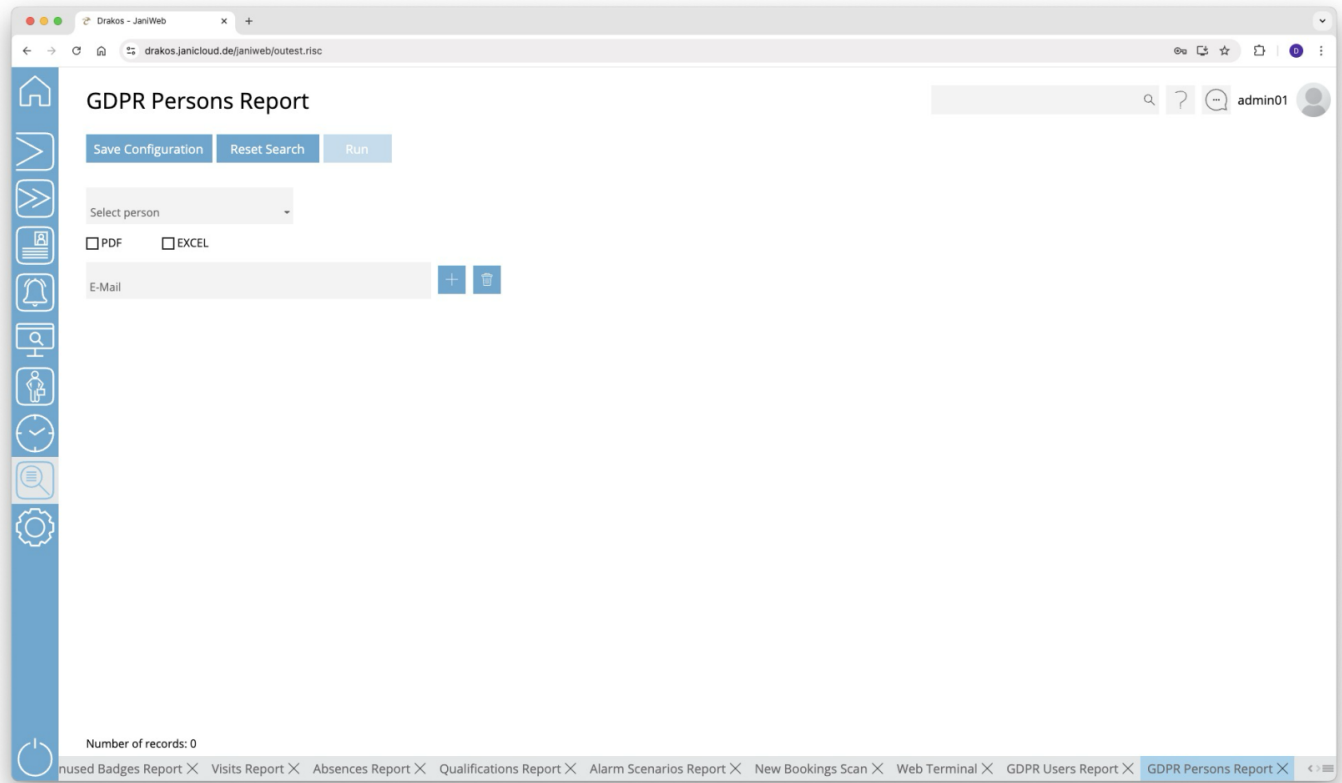 Drakos - JaniWeb
drakos.janicloud.de/janiweb/outest.risc
D
GDPR Persons Report
? admin01
Save Configuration Reset Search Run
Select person
PDF EXCEL
E-Mail
Number of records: 0
nused Badges Report Visits Report Absences Report Qualifications Report Alarm Scenarios Report New Bookings Scan Web Terminal GDPR Users Report GDPR Persons Report